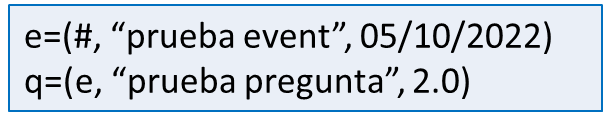 e=(#, “prueba event”, 05/10/2022)
q=(e, “prueba pregunta”, 2.0)